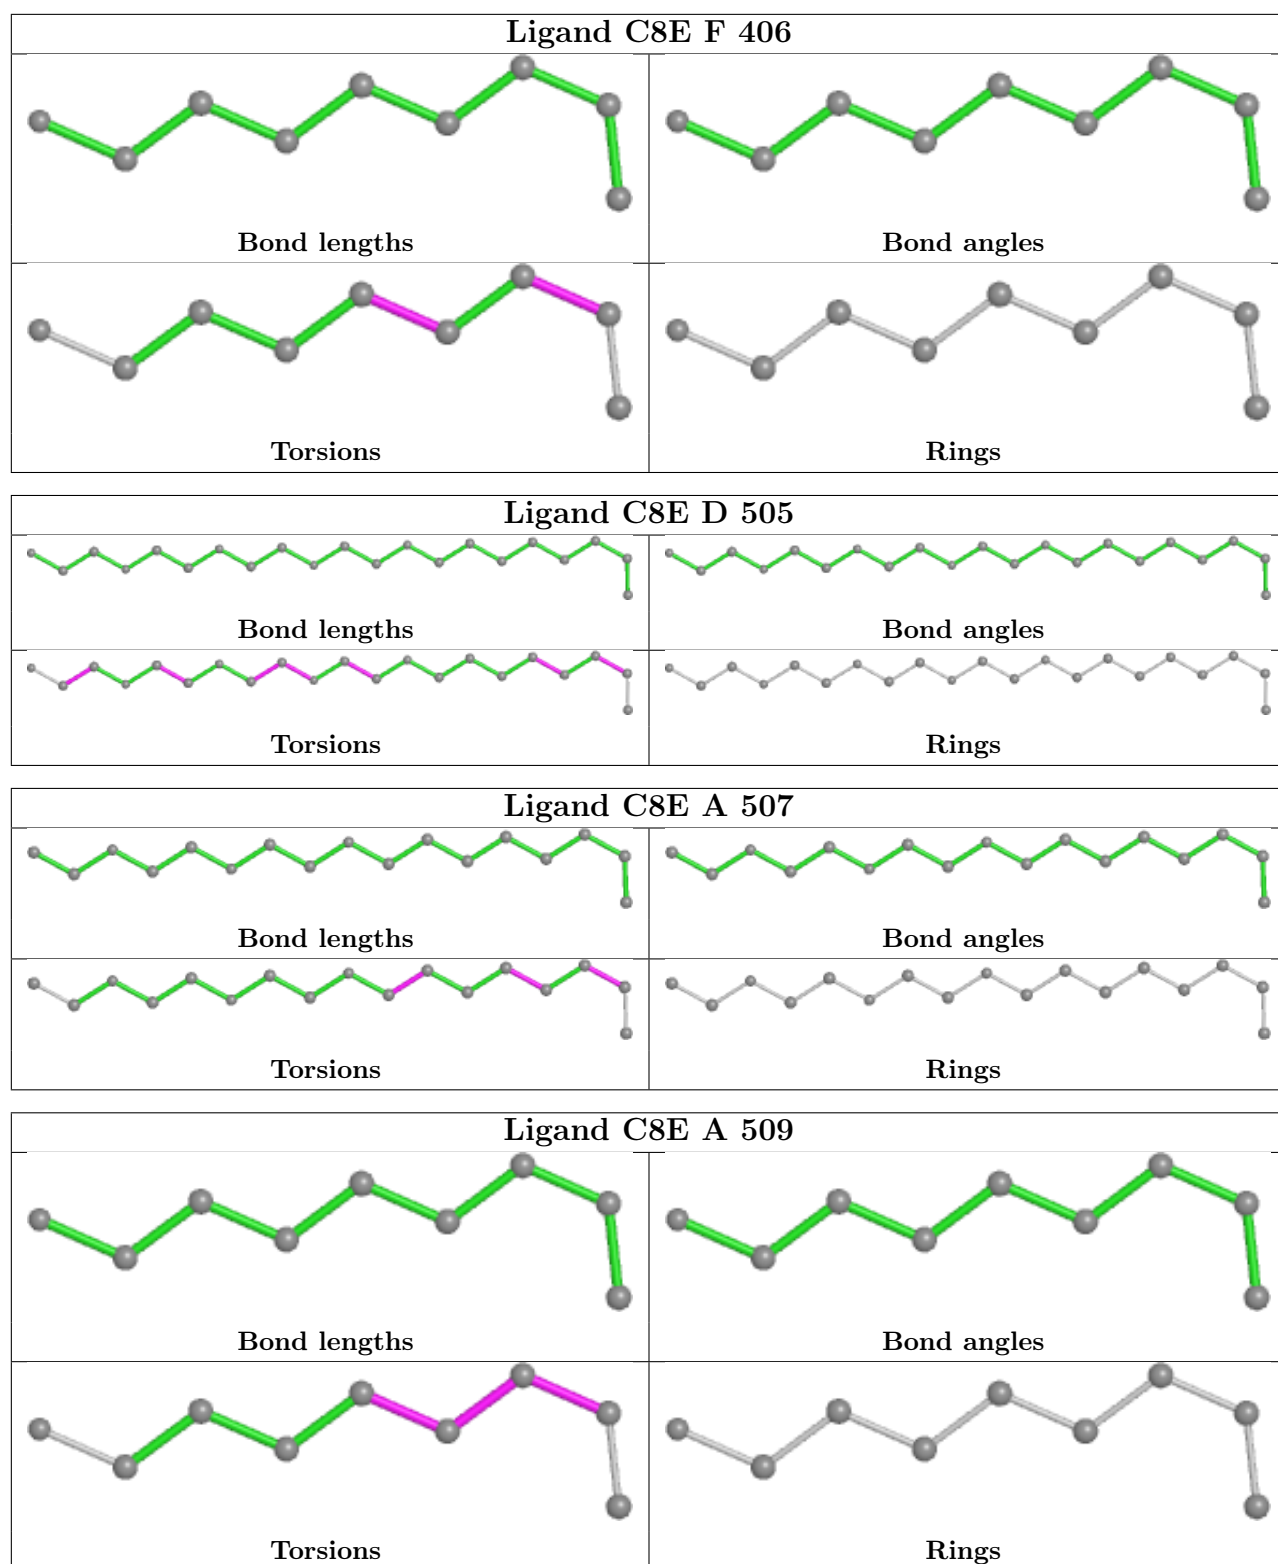 Ligand C8E F 406
Bond lengths
Bond angles
Torsions
Rings
Ligand C8E D 505
Bond lengths
Bond angles
Torsions
Rings
Ligand C8E A 507
Bond lengths
Bond angles
Torsions
Rings
Ligand C8E A 509
Bond lengths
Bond angles
Torsions
Rings